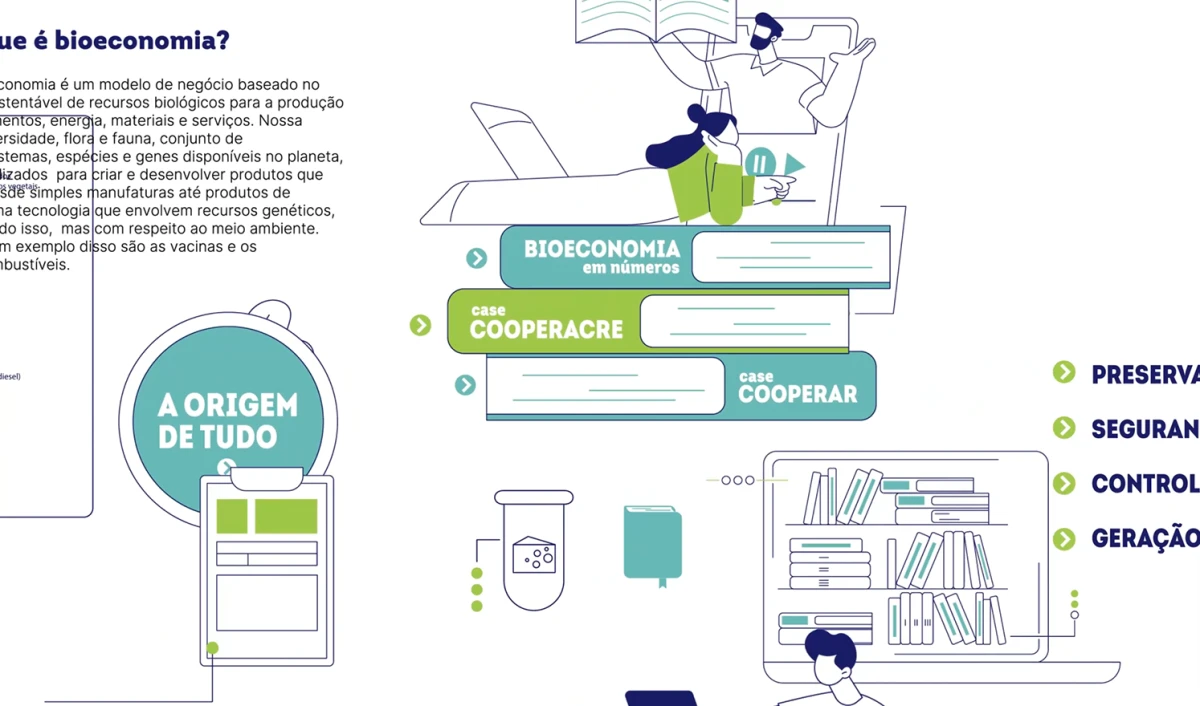 ue é bioeconomia?
conomia é um modelo de negócio baseado no
stentável de recursos biológicos para a produção
mentos, energia, materiais e serviços. Nossa
ersidade, flora e fauna, conjunto de
stemas, espécies e genes disponíveis no planeta,
lizados para criar e desenvolver produtos que
os vegetais,
sde simples manufaturas até produtos de
ma tecnologia que envolvem recursos genéticos,
do isso, mas com respeito ao meio ambiente.
m exemplo disso são as vacinas e os
mbustíveis.
diesel)
A ORIGEM
DE TUDO
BIOECONOMIA
em números
case
COOPERACRE
case
COOPERAR
PRESERVA
SEGURAN
CONTROL
GERAÇÃO